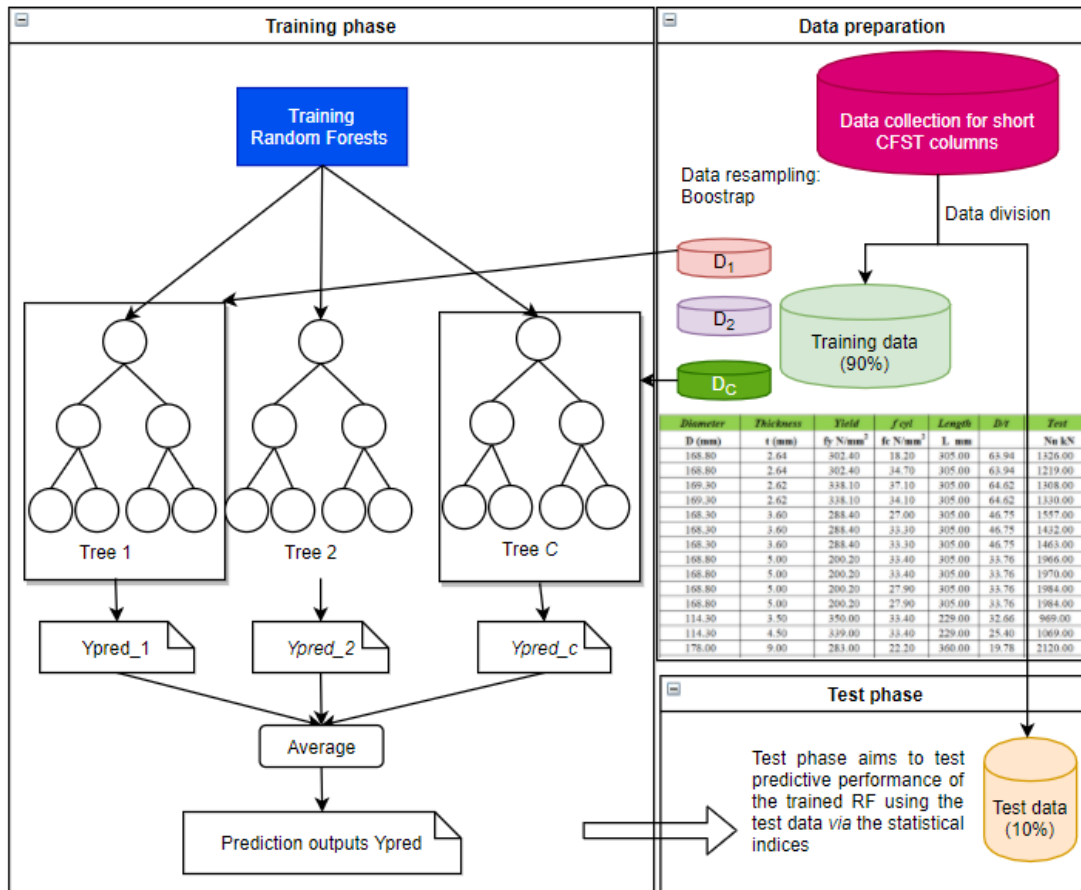 Training phase
Training
Random Forests
Tree 1
Tree 2
Tree C
Ypred_1
Ypred_2
Ypred_c
Average
Prediction outputs Ypred
Data preparation
Data collection for short
CFST columns
Data resampling:
Boostrap
Data division
D1
D2
DC
Training data
(90%)
Diameter Thickness Yield f cyl Length D/t Test
D (mm) t (mm) fy N/mm2 fc N/mm2 L mm Nu kN
168.80 2.64 302.40 18.20 305.00 63.94 1326.00
168.80 2.64 302.40 34.70 305.00 63.94 1219.00
169.30 2.62 338.10 37.10 305.00 64.62 1308.00
169.30 2.62 338.10 34.10 305.00 64.62 1330.00
168.30 3.60 288.40 27.00 305.00 46.75 1557.00
168.30 3.60 288.40 33.30 305.00 46.75 1432.00
168.30 3.60 288.40 33.30 305.00 46.75 1463.00
168.80 5.00 200.20 33.40 305.00 33.76 1966.00
168.80 5.00 200.20 33.40 305.00 33.76 1970.00
168.80 5.00 200.20 27.90 305.00 33.76 1984.00
168.80 5.00 200.20 27.90 305.00 33.76 1984.00
114.30 3.50 350.00 33.40 229.00 32.66 969.00
114.30 4.50 339.00 33.40 229.00 25.40 1069.00
178.00 9.00 283.00 22.20 360.00 19.78 2120.00
Test phase
Test phase aims to test
predictive performance of
the trained RF using the
test data via the statistical
indices
Test data
(10%)